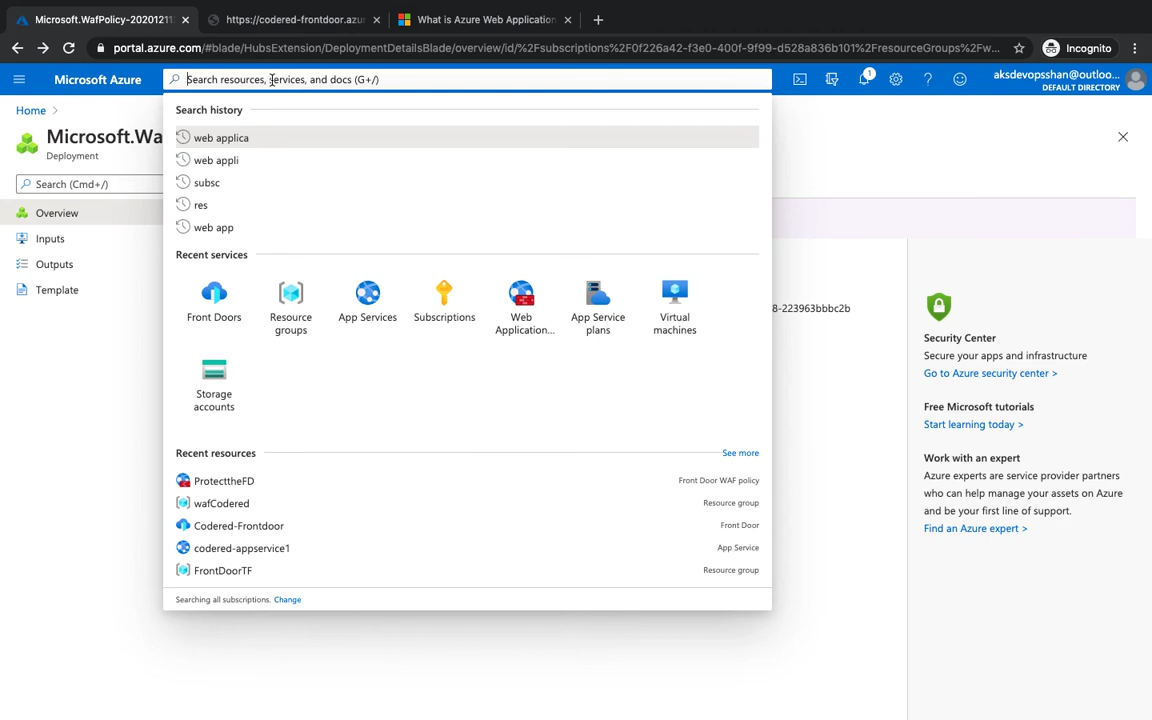 Microsoft.WafPolicy-2020121
https://codered-frontdoor.azu
What is Azure Web Application
portal.azure.com/#blade/HubsExtension/DeploymentDetailsBlade/overview/id/%2Fsubscriptions%2F0f226a42-f3e0-400f-9f99-d528a836b101%2FresourceGroups%2Fw...
Incognito
Microsoft Azure
Search resources, services, and docs (G+/)
1
aksdevopsshan@outloo...
DEFAULT DIRECTORY
Home
Microsoft.Wa
Deployment
Search (Cmd+/)
Overview
Inputs
Outputs
Template
Search history
web applica
web appli
subsc
res
web app
Recent services
Front Doors
Resource groups
App Services
Subscriptions
Web Application...
App Service plans
Virtual machines
Storage accounts
Recent resources
See more
ProtecttheFD
Front Door WAF policy
wafCodered
Resource group
Codered-Frontdoor
Front Door
codered-appservice1
App Service
FrontDoorTF
Resource group
Searching all subscriptions. Change
8-223963bbbc2b
Security Center
Secure your apps and infrastructure
Go to Azure security center >
Free Microsoft tutorials
Start learning today >
Work with an expert
Azure experts are service provider partners
who can help manage your assets on Azure
and be your first line of support.
Find an Azure expert >